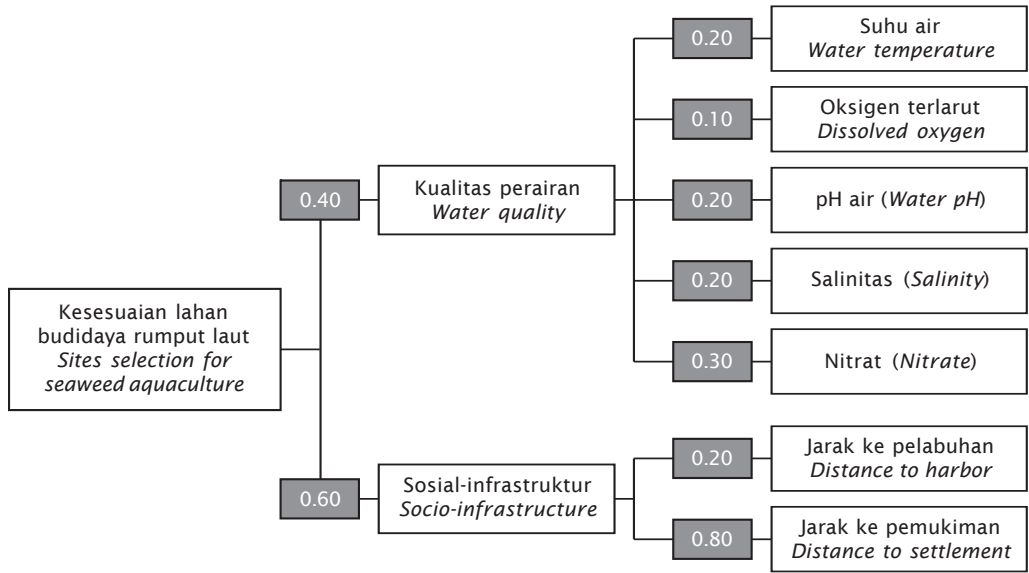 Kesesuaian lahan
budidaya rumput laut
Sites selection for
seaweed aquaculture
0.40
Kualitas perairan
Water quality
0.20
Suhu air
Water temperature
0.10
Oksigen terlarut
Dissolved oxygen
0.20
pH air (Water pH)
0.20
Salinitas (Salinity)
0.30
Nitrat (Nitrate)
0.60
Sosial-infrastruktur
Socio-infrastructure
0.20
Jarak ke pelabuhan
Distance to harbor
0.80
Jarak ke pemukiman
Distance to settlement